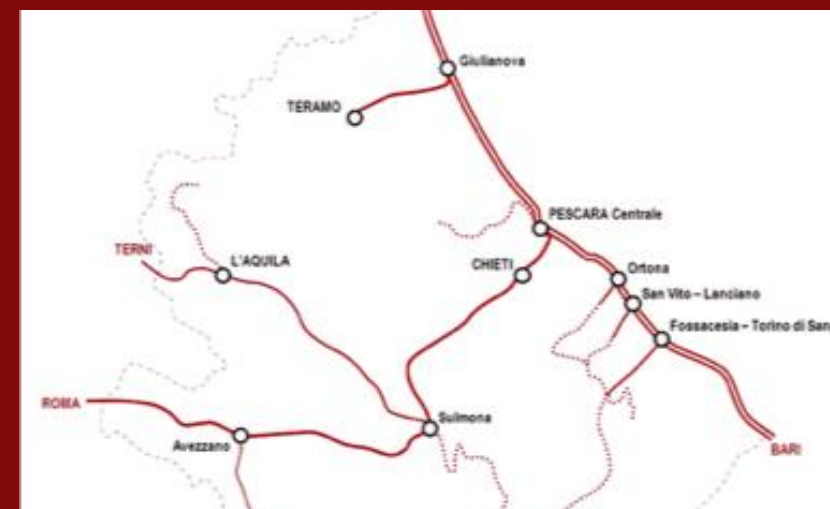 Giulianova
TERAMO
PESCARA Centrale
TERNI
L'AQUILA
CHIETI
Ortona
San Vito – Lanciano
Fossacesia – Torino di San
ROMA
Sulmona
Avezzano
BARI